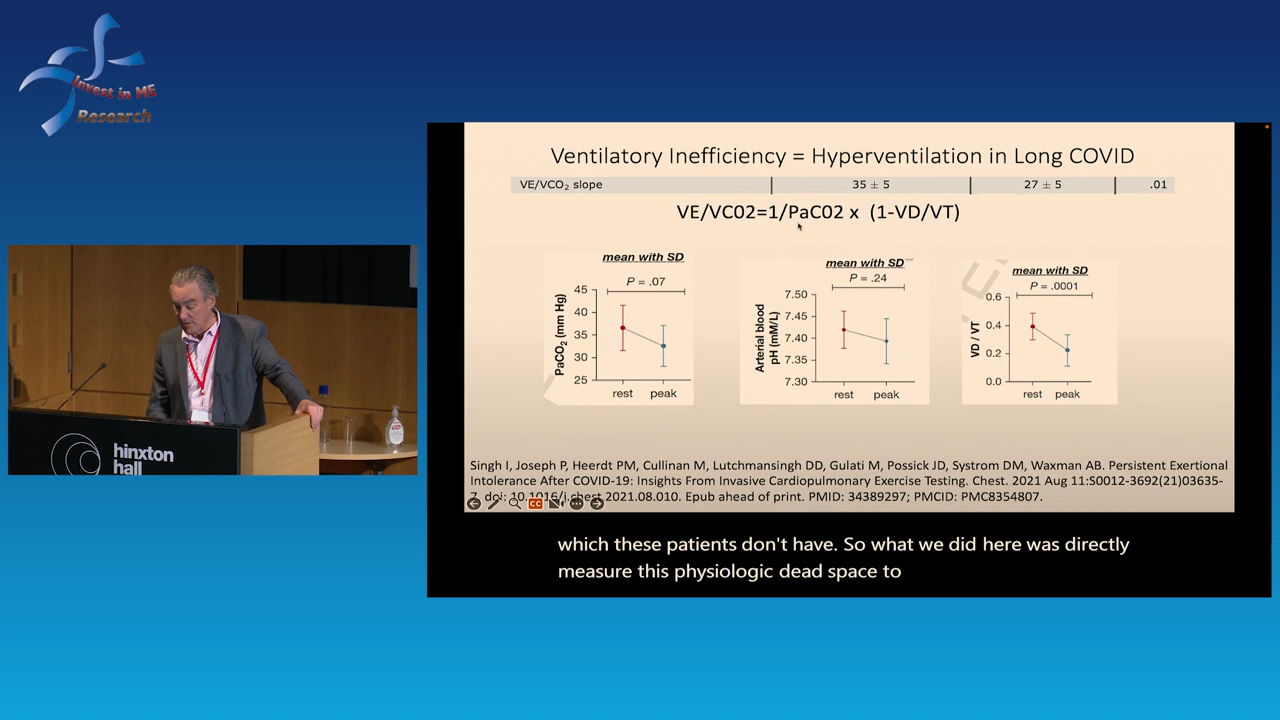 Invest in ME
Research
Ventilatory Inefficiency = Hyperventilation in Long COVID
VE/VCO₂ slope 35 ± 5 27 ± 5 .01
VE/VC02=1/PaC02 x (1-VD/VT)
mean with SD
P = .07
PaCO₂ (mm Hg)
45
40
35
30
25
rest peak
mean with SD
P = .24
Arterial blood
pH (mM/L)
7.50
7.45
7.40
7.35
7.30
rest peak
mean with SD
P = .0001
VD / VT
0.6
0.4
0.2
0.0
rest peak
Singh I, Joseph P, Heerdt PM, Cullinan M, Lutchmansingh DD, Gulati M, Possick JD, Systrom DM, Waxman AB. Persistent Exertional
Intolerance After COVID-19: Insights From Invasive Cardiopulmonary Exercise Testing. Chest. 2021 Aug 11:S0012-3692(21)03635-
7. doi: 10.1016/j.chest.2021.08.010. Epub ahead of print. PMID: 34389297; PMCID: PMC8354807.
CC
which these patients don't have. So what we did here was directly
measure this physiologic dead space to
hinxton
hall